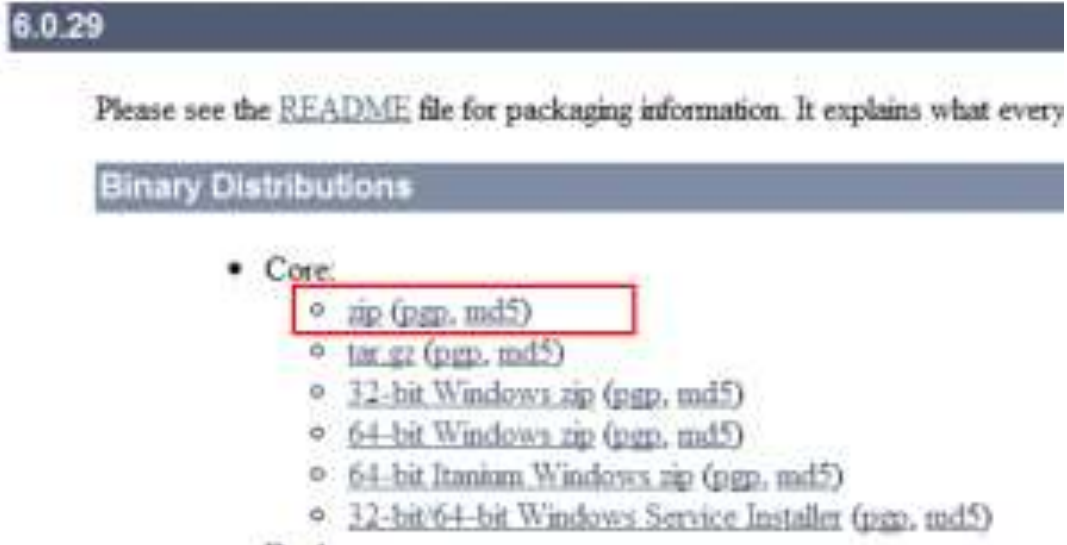 6.0.29
Please see the README file for packaging information. It explains what every
Binary Distributions
Core:
zip (pgp, md5)
tar.gz (pgp, md5)
32-bit Windows zip (pgp, md5)
64-bit Windows zip (pgp, md5)
64-bit Itanium Windows zip (pgp, md5)
32-bit/64-bit Windows Service Installer (pgp, md5)